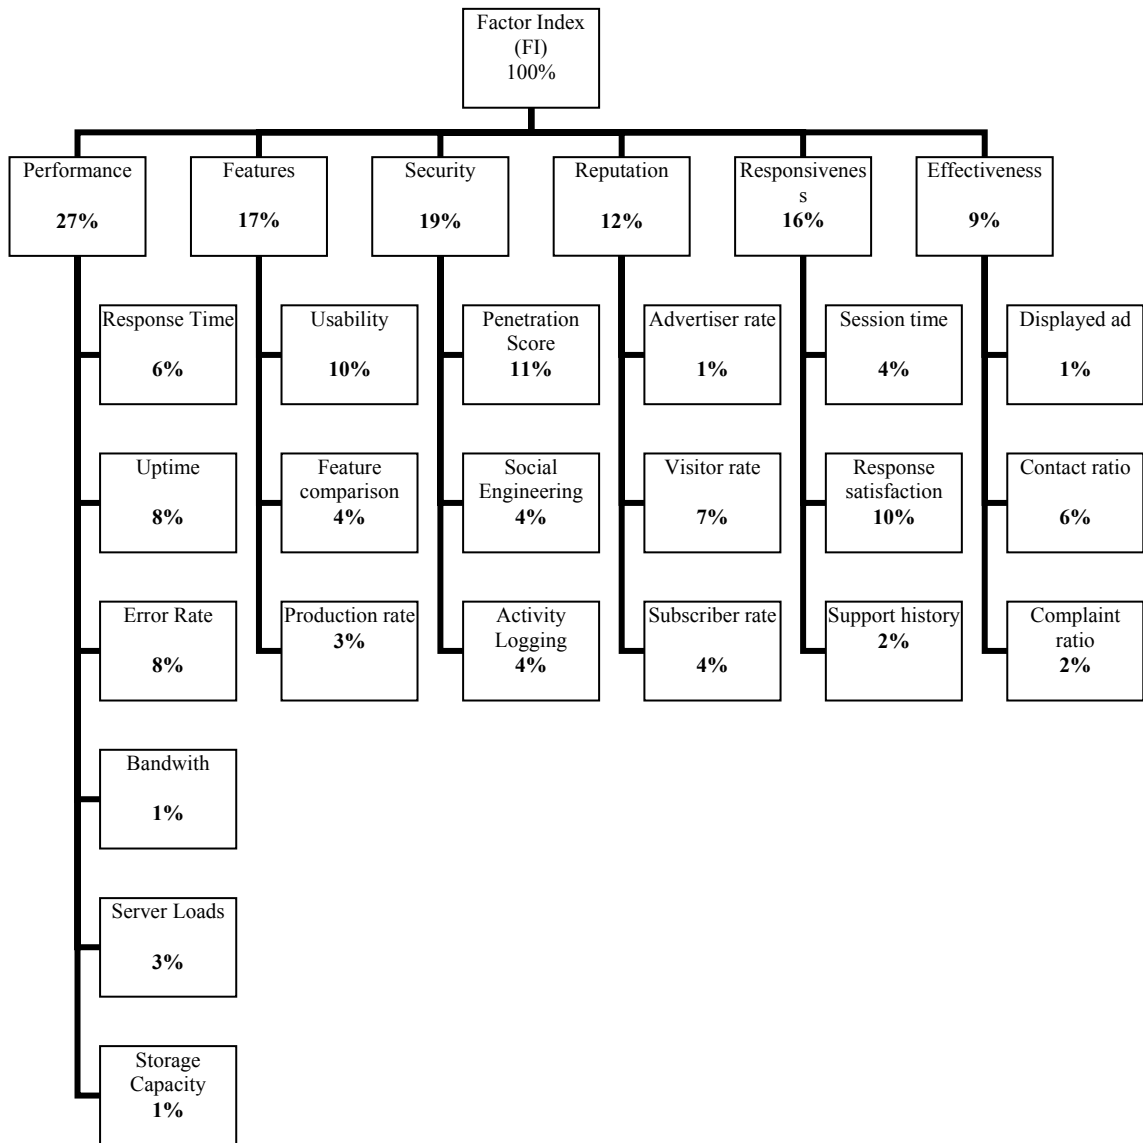 Factor Index
(FI)
100%
Performance
27%
Features
17%
Security
19%
Reputation
12%
Responsivenes
s
16%
Effectiveness
9%
Response Time
6%
Usability
10%
Penetration
Score
11%
Advertiser rate
1%
Session time
4%
Displayed ad
1%
Uptime
8%
Feature
comparison
4%
Social
Engineering
4%
Visitor rate
7%
Response
satisfaction
10%
Contact ratio
6%
Error Rate
8%
Production rate
3%
Activity
Logging
4%
Subscriber rate
4%
Support history
2%
Complaint
ratio
2%
Bandwith
1%
Server Loads
3%
Storage
Capacity
1%